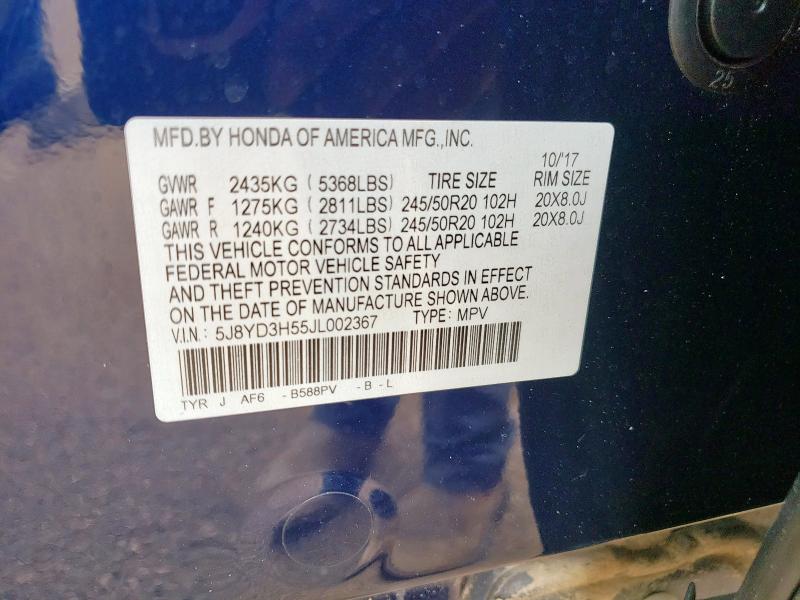 25
MFD.BY HONDA OF AMERICA MFG.,INC.
10/'17
GVWR 2435KG ( 5368LBS) TIRE SIZE RIM SIZE
GAWR F 1275KG ( 2811LBS) 245/50R20 102H 20X8.0J
GAWR R 1240KG ( 2734LBS) 245/50R20 102H 20X8.0J
THIS VEHICLE CONFORMS TO ALL APPLICABLE
FEDERAL MOTOR VEHICLE SAFETY
AND THEFT PREVENTION STANDARDS IN EFFECT
ON THE DATE OF MANUFACTURE SHOWN ABOVE.
V.I.N.: 5J8YD3H55JL002367 TYPE: MPV
TYR J AF6 - B588PV - B - L